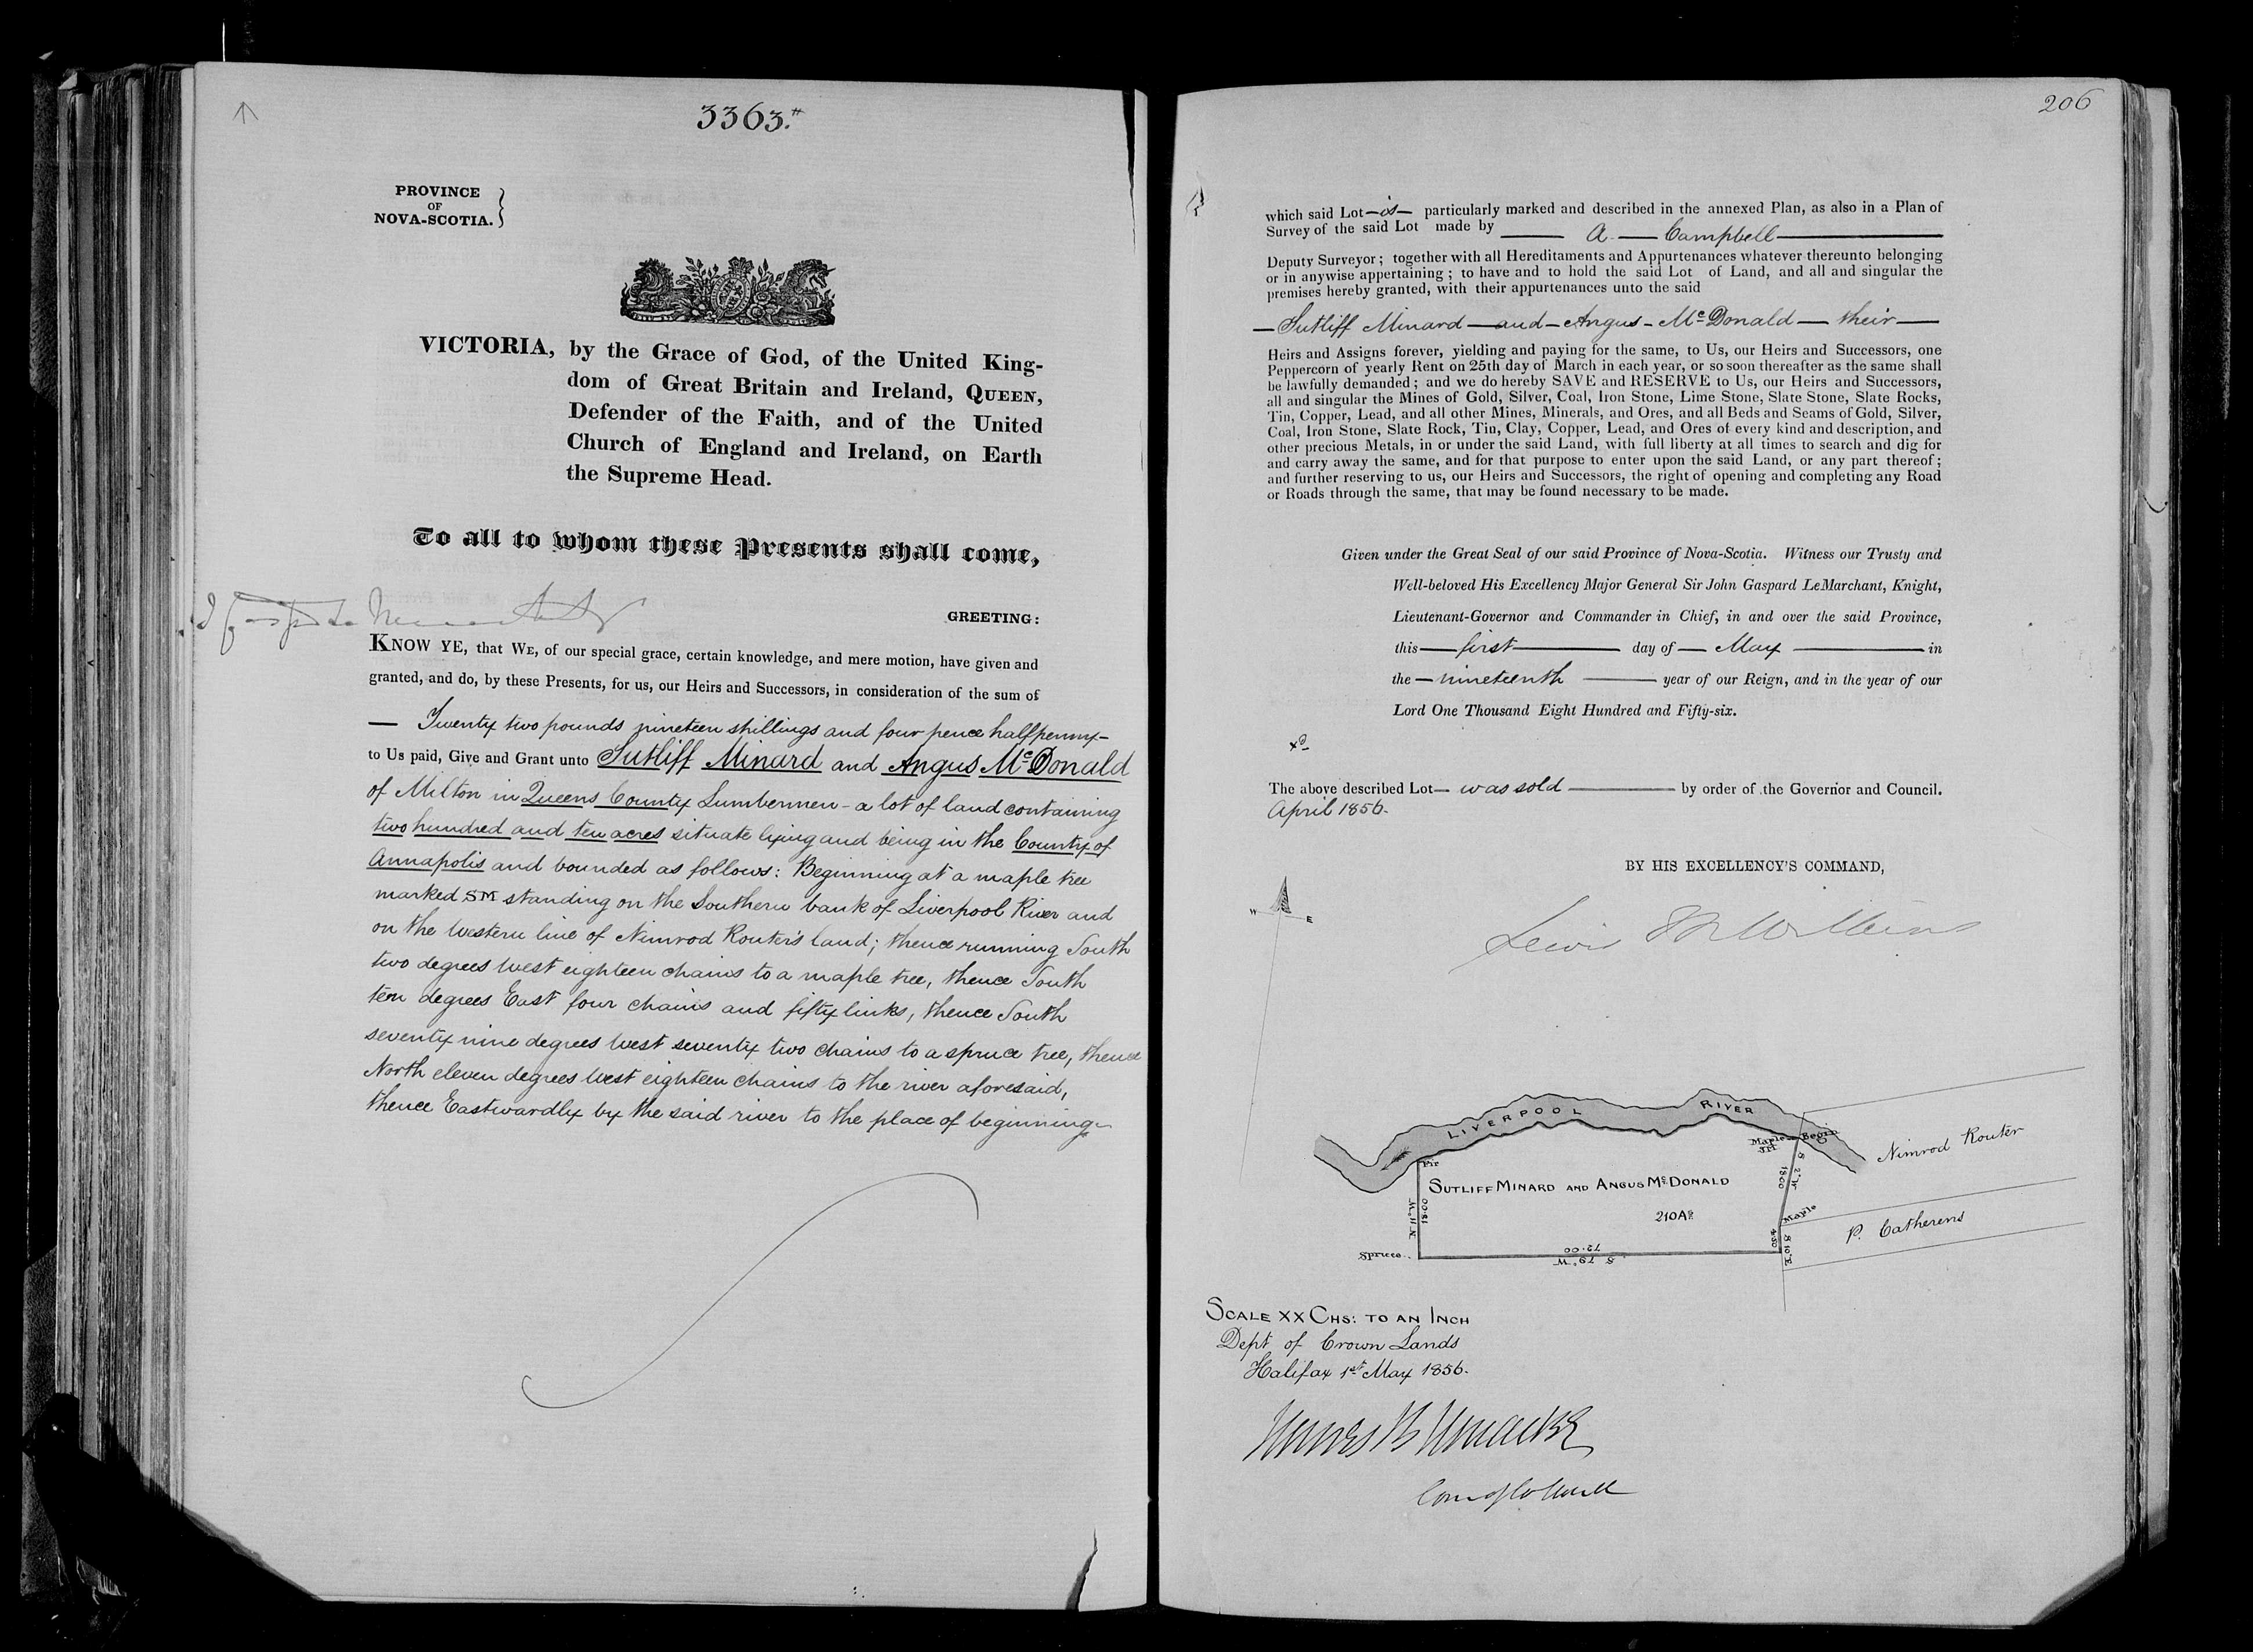 3363.#
PROVINCE
OF
NOVA-SCOTIA. }
VICTORIA, by the Grace of God, of the United King-
dom of Great Britain and Ireland, QUEEN,
Defender of the Faith, and of the United
Church of England and Ireland, on Earth
the Supreme Head.
To all to whom these Presents shall come,
GREETING:
KNOW YE, that WE, of our special grace, certain knowledge, and mere motion, have given and
granted, and do, by these Presents, for us, our Heirs and Successors, in consideration of the sum of
— Twenty two pounds nineteen shillings and four pence halfpenny —
to Us paid, Give and Grant unto Sutliff Minard and Angus McDonald
of Milton in Queens County Lumbermen - a lot of land containing
two hundred and ten acres situate lying and being in the County of
Annapolis and bounded as follows: Beginning at a maple tree
marked SM standing on the Southern bank of Liverpool River and
on the Western line of Nimrod Router's land; thence running South
two degrees West eighteen chains to a maple tree, thence South
ten degrees East four chains and fifty links, thence South
seventy nine degrees West seventy two chains to a spruce tree, thence
North eleven degrees West eighteen chains to the river aforesaid,
thence Eastwardly by the said river to the place of beginning
206
which said Lot — is — particularly marked and described in the annexed Plan, as also in a Plan of
Survey of the said Lot made by — A — Campbell —
Deputy Surveyor; together with all Hereditaments and Appurtenances whatever thereunto belonging
or in anywise appertaining; to have and to hold the said Lot of Land, and all and singular the
premises hereby granted, with their appurtenances unto the said
— Sutliff Minard — and — Angus — McDonald — their —
Heirs and Assigns forever, yielding and paying for the same, to Us, our Heirs and Successors, one
Peppercorn of yearly Rent on 25th day of March in each year, or so soon thereafter as the same shall
be lawfully demanded; and we do hereby SAVE and RESERVE to Us, our Heirs and Successors,
all and singular the Mines of Gold, Silver, Coal, Iron Stone, Lime Stone, Slate Stone, Slate Rocks,
Tin, Copper, Lead, and all other Mines, Minerals, and Ores, and all Beds and Seams of Gold, Silver,
Coal, Iron Stone, Slate Rock, Tin, Clay, Copper, Lead, and Ores of every kind and description, and
other precious Metals, in or under the said Land, with full liberty at all times to search and dig for
and carry away the same, and for that purpose to enter upon the said Land, or any part thereof;
and further reserving to us, our Heirs and Successors, the right of opening and completing any Road
or Roads through the same, that may be found necessary to be made.
Given under the Great Seal of our said Province of Nova-Scotia. Witness our Trusty and
Well-beloved His Excellency Major General Sir John Gaspard LeMarchant, Knight,
Lieutenant-Governor and Commander in Chief, in and over the said Province,
this — first — day of — May — in
the — nineteenth — year of our Reign, and in the year of our
Lord One Thousand Eight Hundred and Fifty-six.
xd
The above described Lot — was sold — by order of the Governor and Council.
April 1856.
BY HIS EXCELLENCY'S COMMAND,
Lewis M Wilkins
W E
LIVERPOOL RIVER
Maple Begin
SM
Nimrod Router
Fir
SUTLIFF MINARD AND ANGUS McDONALD
210 Acs
N 11° W
18.00
S 2° W
18.00
Maple
P. Catherens
4.50
S 10° E
Spruce
72.00
S 79° W
SCALE XX CHS: TO AN INCH
Dept of Crown Lands
Halifax 1st May 1856.
James B Uniacke